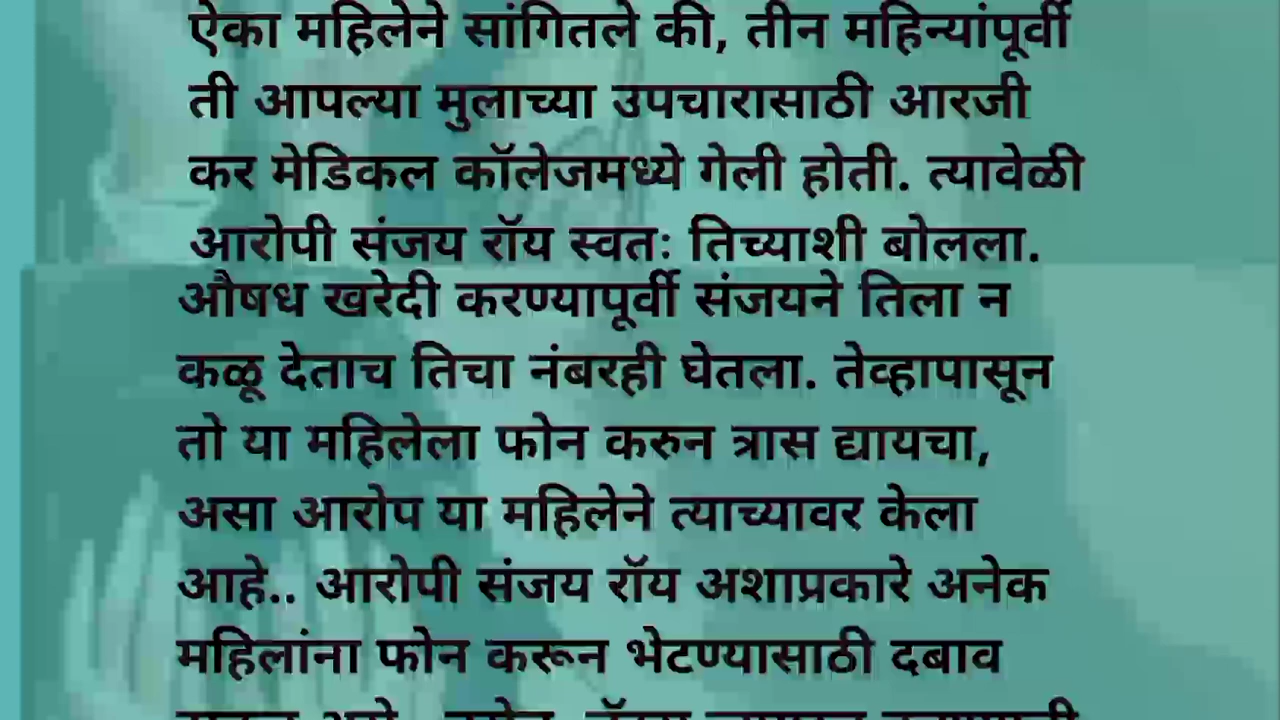 ऐका महिलेने सांगितले की, तीन महिन्यांपूर्वी
ती आपल्या मुलाच्या उपचारासाठी आरजी
कर मेडिकल कॉलेजमध्ये गेली होती. त्यावेळी
आरोपी संजय रॉय स्वतः तिच्याशी बोलला.
औषध खरेदी करण्यापूर्वी संजयने तिला न
कळू देताच तिचा नंबरही घेतला. तेव्हापासून
तो या महिलेला फोन करुन त्रास द्यायचा,
असा आरोप या महिलेने त्याच्यावर केला
आहे.. आरोपी संजय रॉय अशाप्रकारे अनेक
महिलांना फोन करून भेटण्यासाठी दबाव